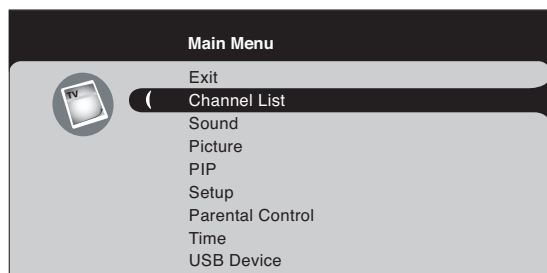 Main Menu
Exit
TV
Channel List
Sound
Picture
PIP
Setup
Parental Control
Time
USB Device